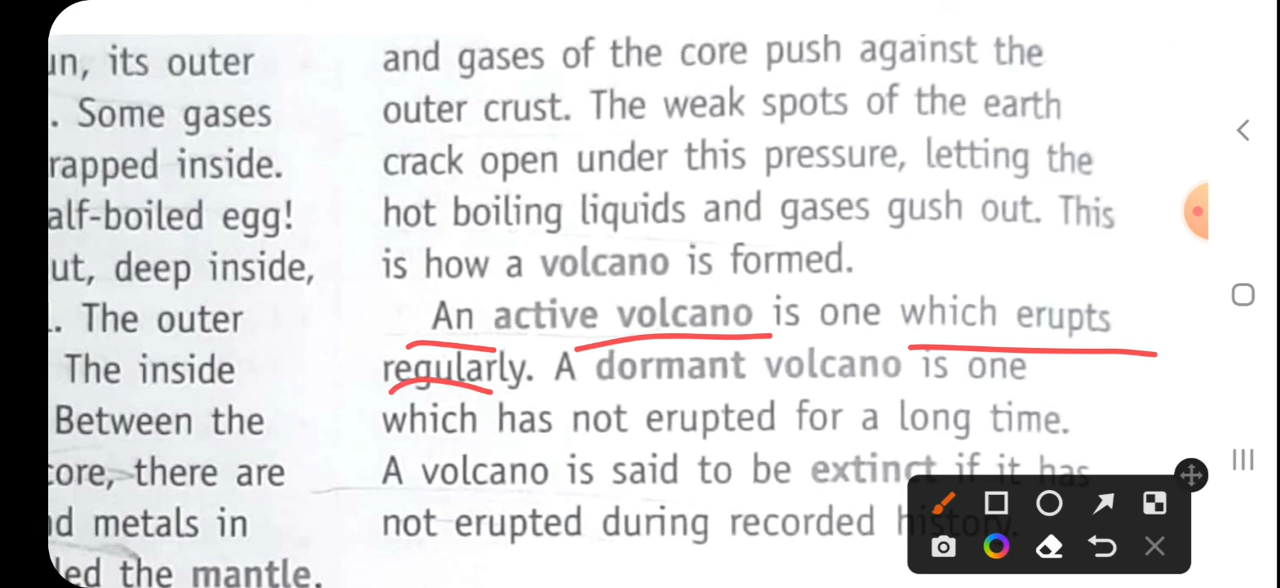 un, its outer
. Some gases
rapped inside.
alf-boiled egg!
ut, deep inside,
. The outer
The inside
Between the
core, there are
nd metals in
led the mantle.
and gases of the core push against the
outer crust. The weak spots of the earth
crack open under this pressure, letting the
hot boiling liquids and gases gush out. This
is how a volcano is formed.
An active volcano is one which erupts
regularly. A dormant volcano is one
which has not erupted for a long time.
A volcano is said to be extinct if it has
not erupted during recorded history.